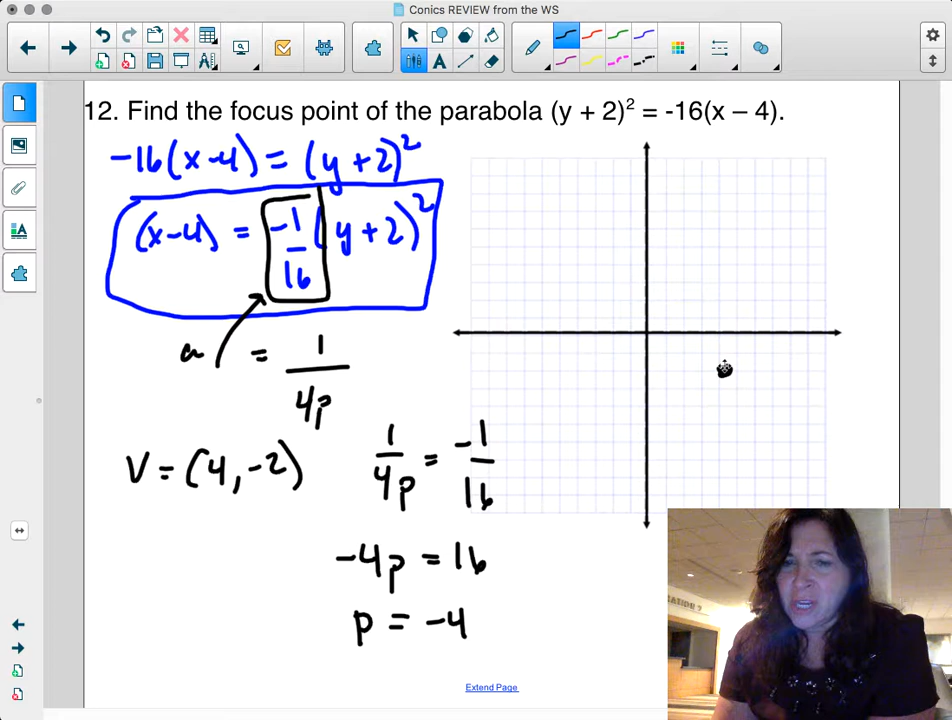 Conics REVIEW from the WS
12. Find the focus point of the parabola (y + 2)² = -16(x – 4).
-16(x-4) = (y+2)²
(x-4) = -1/16 (y+2)²
a = 1/4p
V = (4, -2)
1/4p = -1/16
-4p = 16
p = -4
Extend Page